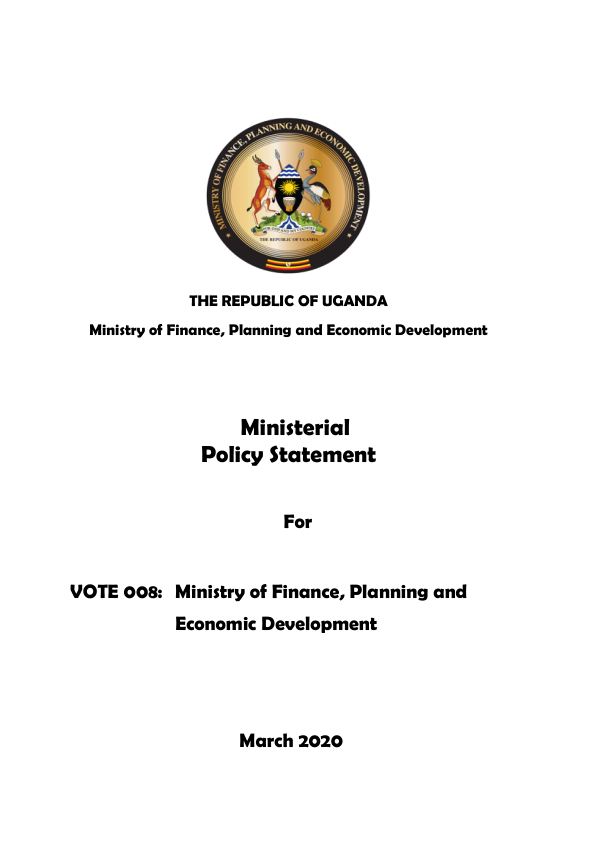 MINISTRY OF FINANCE, PLANNING AND ECONOMIC DEVELOPMENT
FOR GOD AND MY COUNTRY
THE REPUBLIC OF UGANDA
THE REPUBLIC OF UGANDA
Ministry of Finance, Planning and Economic Development
Ministerial
Policy Statement
For
VOTE 008: Ministry of Finance, Planning and
Economic Development
March 2020